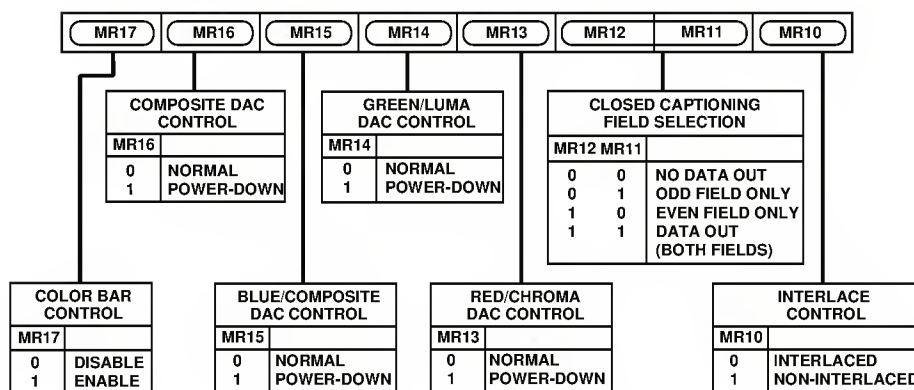 MR17 MR16 MR15 MR14 MR13 MR12 MR11 MR10
COMPOSITE DAC
CONTROL
MR16
0 NORMAL
1 POWER-DOWN
GREEN/LUMA
DAC CONTROL
MR14
0 NORMAL
1 POWER-DOWN
CLOSED CAPTIONING
FIELD SELECTION
MR12 MR11
0 0 NO DATA OUT
0 1 ODD FIELD ONLY
1 0 EVEN FIELD ONLY
1 1 DATA OUT
(BOTH FIELDS)
COLOR BAR
CONTROL
MR17
0 DISABLE
1 ENABLE
BLUE/COMPOSITE
DAC CONTROL
MR15
0 NORMAL
1 POWER-DOWN
RED/CHROMA
DAC CONTROL
MR13
0 NORMAL
1 POWER-DOWN
INTERLACE
CONTROL
MR10
0 INTERLACED
1 NON-INTERLACED